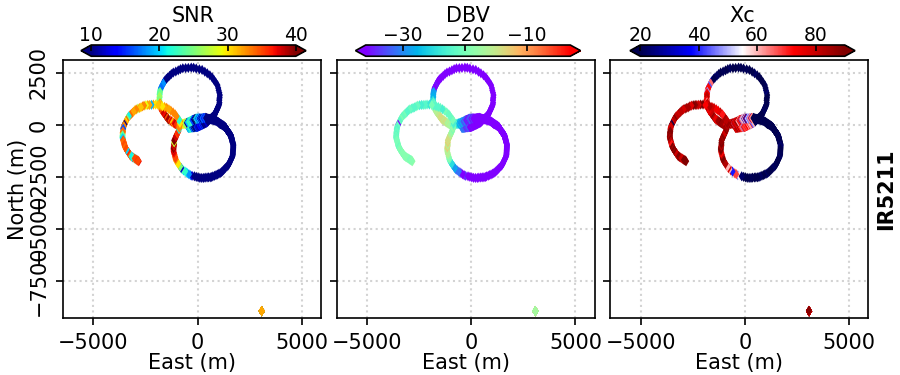 SNR DBV Xc
10 20 30 40 −30 −20 −10 20 40 60 80
2500
0
−2500
−5000
−7500
North (m)
IR5211
−5000 0 5000 −5000 0 5000 −5000 0 5000
East (m) East (m) East (m)